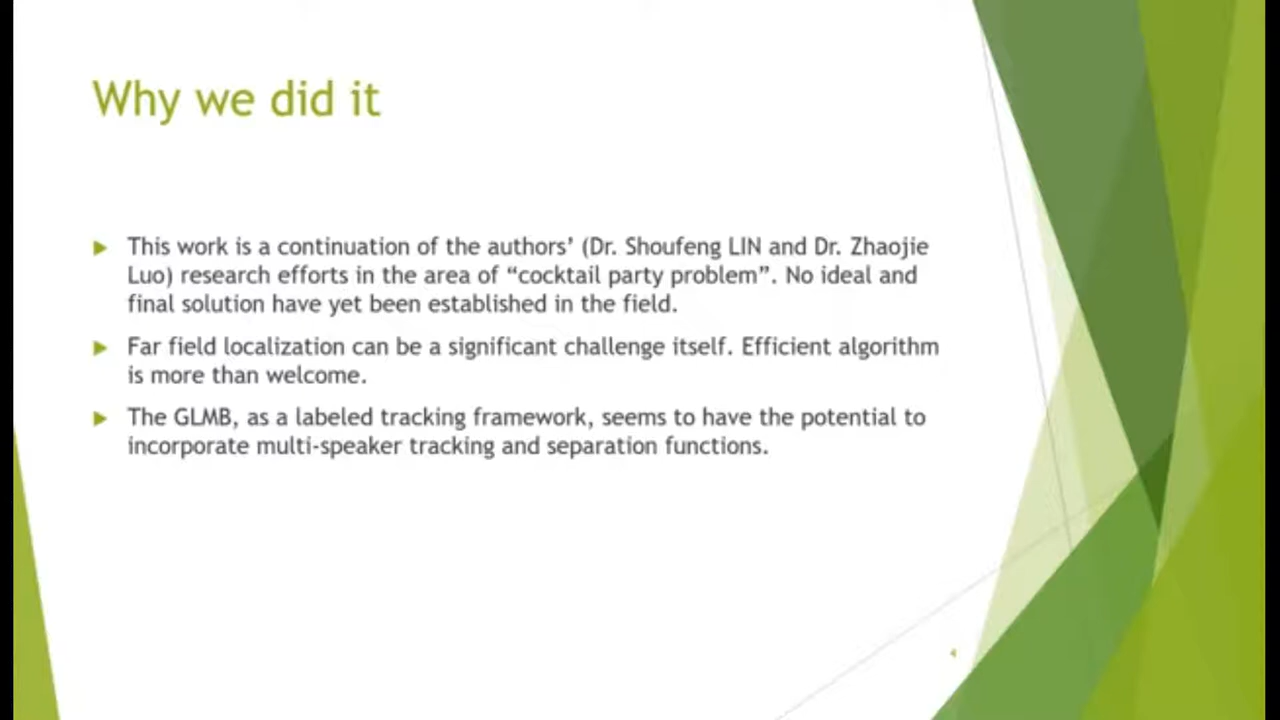 Why we did it
This work is a continuation of the authors’ (Dr. Shoufeng LIN and Dr. Zhaojie
Luo) research efforts in the area of “cocktail party problem”. No ideal and
final solution have yet been established in the field.
Far field localization can be a significant challenge itself. Efficient algorithm
is more than welcome.
The GLMB, as a labeled tracking framework, seems to have the potential to
incorporate multi-speaker tracking and separation functions.
4